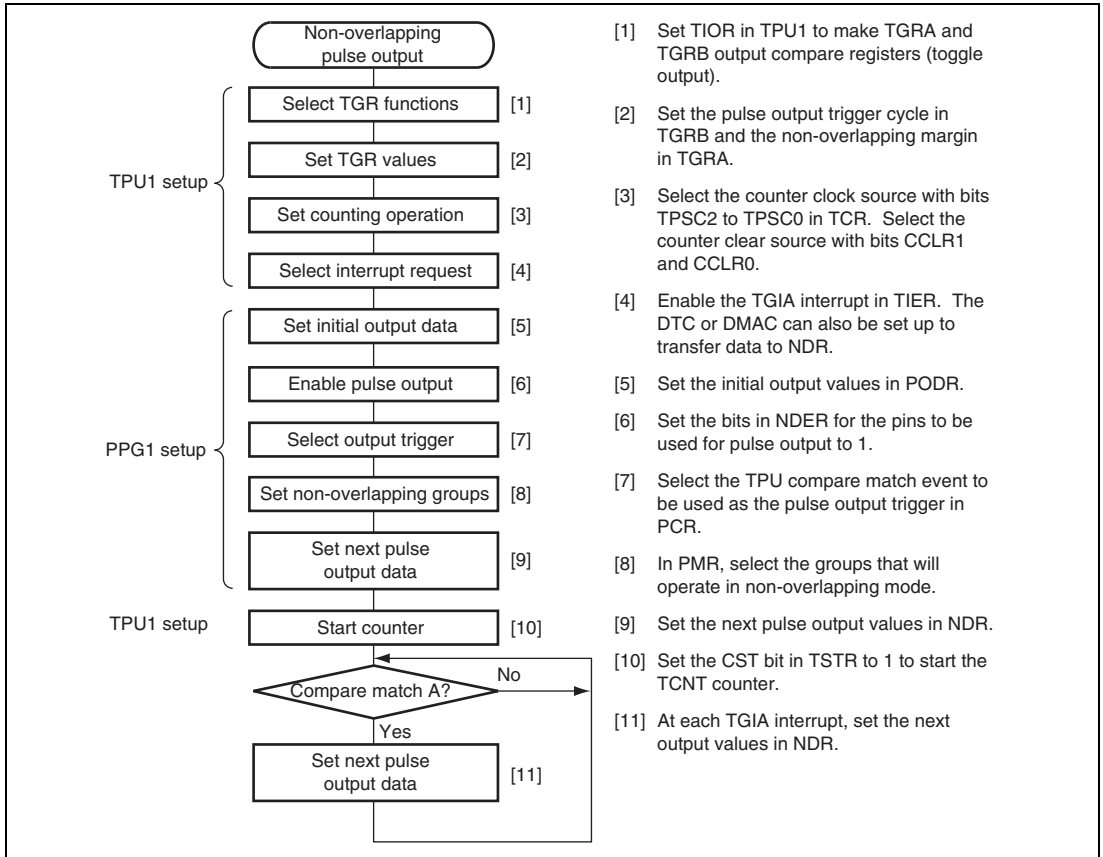 Non-overlapping
pulse output
Select TGR functions [1]
Set TGR values [2]
TPU1 setup
Set counting operation [3]
Select interrupt request [4]
Set initial output data [5]
Enable pulse output [6]
PPG1 setup
Select output trigger [7]
Set non-overlapping groups [8]
Set next pulse
output data
[9]
TPU1 setup
Start counter [10]
Compare match A?
No
Yes
Set next pulse
output data
[11]
[1] Set TIOR in TPU1 to make TGRA and
TGRB output compare registers (toggle
output).
[2] Set the pulse output trigger cycle in
TGRB and the non-overlapping margin
in TGRA.
[3] Select the counter clock source with bits
TPSC2 to TPSC0 in TCR. Select the
counter clear source with bits CCLR1
and CCLR0.
[4] Enable the TGIA interrupt in TIER. The
DTC or DMAC can also be set up to
transfer data to NDR.
[5] Set the initial output values in PODR.
[6] Set the bits in NDER for the pins to be
used for pulse output to 1.
[7] Select the TPU compare match event to
be used as the pulse output trigger in
PCR.
[8] In PMR, select the groups that will
operate in non-overlapping mode.
[9] Set the next pulse output values in NDR.
[10] Set the CST bit in TSTR to 1 to start the
TCNT counter.
[11] At each TGIA interrupt, set the next
output values in NDR.